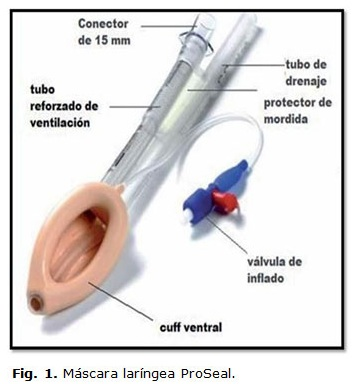 Conector
de 15 mm
tubo de
drenaje
tubo
reforzado de
ventilación
protector de
mordida
válvula de
inflado
cuff ventral
Fig. 1. Máscara laríngea ProSeal.